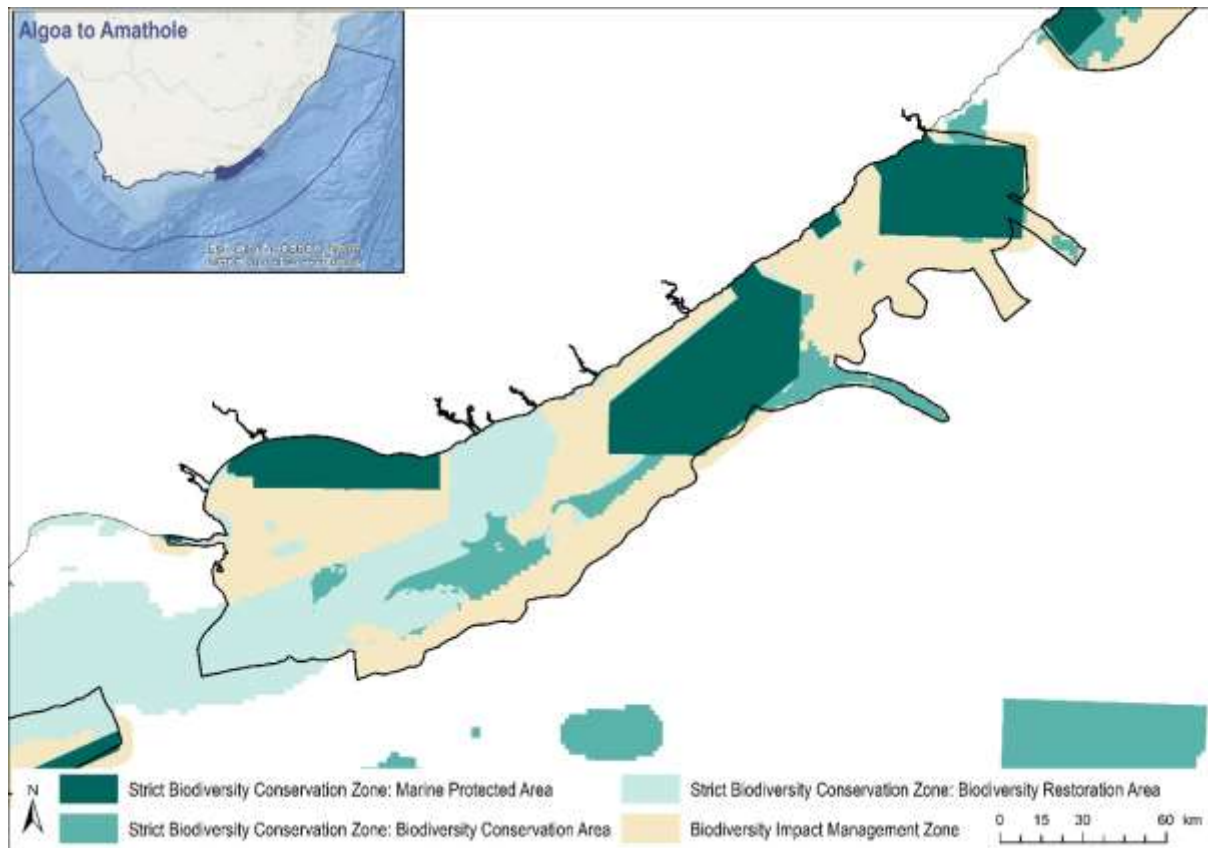 Algoa to Amathole
N
Strict Biodiversity Conservation Zone: Marine Protected Area
Strict Biodiversity Conservation Zone: Biodiversity Restoration Area
Strict Biodiversity Conservation Zone: Biodiversity Conservation Area
Biodiversity Impact Management Zone
0 15 30 60 km